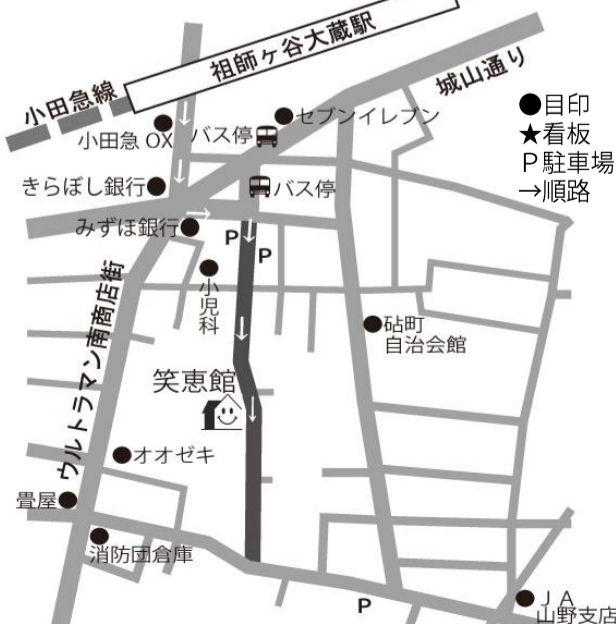 祖師ヶ谷大蔵駅
小田急線
城山通り
セブンイレブン
●目印
★看板
P駐車場
→順路
小田急 OX
バス停
きらぼし銀行
バス停
みずほ銀行
P
P
小児科
ウルトラマン南商店街
砧町
自治会館
笑恵館
オオゼキ
畳屋
消防団倉庫
P
JA
山野支店